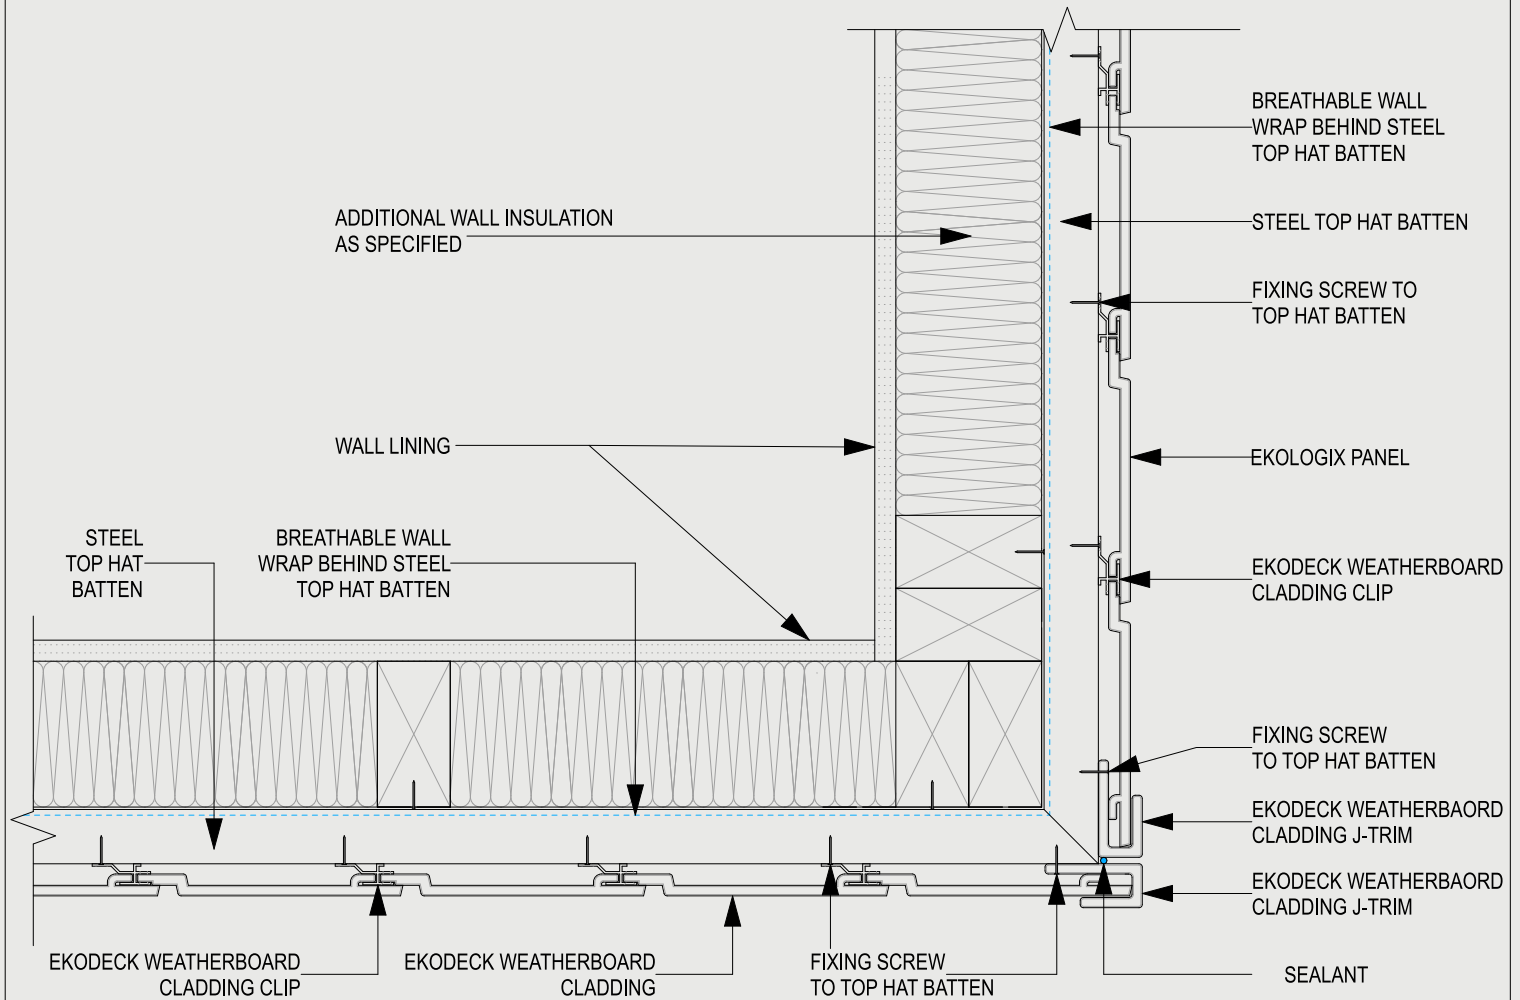 BREATHABLE WALL
WRAP BEHIND STEEL
TOP HAT BATTEN
ADDITIONAL WALL INSULATION
AS SPECIFIED
STEEL TOP HAT BATTEN
FIXING SCREW TO
TOP HAT BATTEN
WALL LINING
EKOLOGIX PANEL
STEEL
TOP HAT
BATTEN
BREATHABLE WALL
WRAP BEHIND STEEL
TOP HAT BATTEN
EKODECK WEATHERBOARD
CLADDING CLIP
FIXING SCREW
TO TOP HAT BATTEN
EKODECK WEATHERBAORD
CLADDING J-TRIM
EKODECK WEATHERBAORD
CLADDING J-TRIM
EKODECK WEATHERBOARD
CLADDING CLIP
EKODECK WEATHERBOARD
CLADDING
FIXING SCREW
TO TOP HAT BATTEN
SEALANT